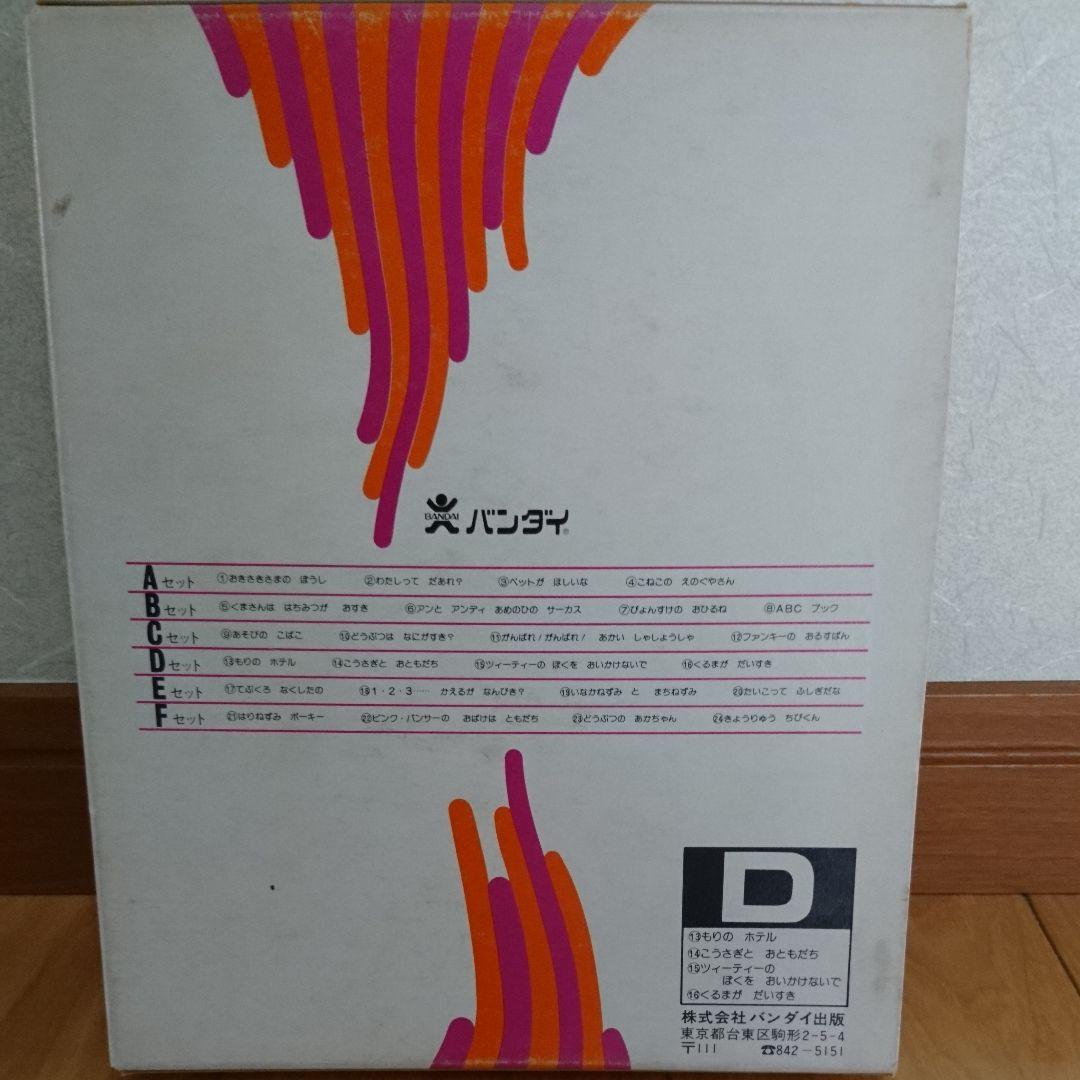 BANDAI バンダイ®
Aセット ①おきさきさまの ぼうし ②わたしって だあれ? ③ペットが ほしいな ④こねこの えのぐやさん
Bセット ⑤くまさんは はちみつが おすき ⑥アンと アンディ あめのひの サーカス ⑦ぴょんすけの おひるね ⑧ABC ブック
Cセット ⑨あそびの こばこ ⑩どうぶつは なにがすき? ⑪がんばれ!がんばれ! あかい しゃしょうしゃ ⑫ファンキーの おるすばん
Dセット ⑬もりの ホテル ⑭こうさぎと おともだち ⑮ツィーティーの ぼくを おいかけないで ⑯くるまが だいすき
Eセット ⑰てぶくろ なくしたの ⑱1・2・3…… かえるが なんびき? ⑲いなかねずみ と まちねずみ ⑳たいこって ふしぎだな
Fセット ㉑はりねずみ ポーキー ㉒ピンク・パンサーの おばけは ともだち ㉓どうぶつの あかちゃん ㉔きょうりゅう ちびくん
D
⑬もりの ホテル
⑭こうさぎと おともだち
⑮ツィーティーの
ぼくを おいかけないで
⑯くるまが だいすき
株式会社バンダイ出版
東京都台東区駒形2-5-4
〒111 ☎842-5151